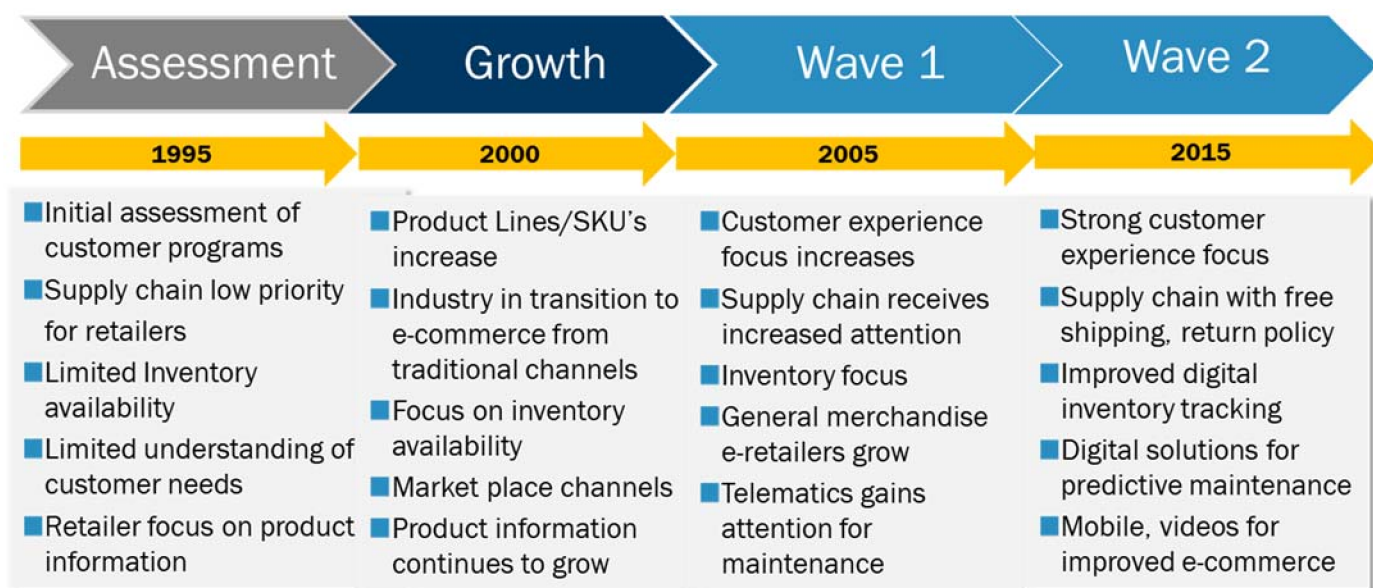 Assessment
Growth
Wave 1
Wave 2
1995
2000
2005
2015
Initial assessment of
customer programs
Supply chain low priority
for retailers
Limited Inventory
availability
Limited understanding of
customer needs
Retailer focus on product
information
Product Lines/SKU's
increase
Industry in transition to
e-commerce from
traditional channels
Focus on inventory
availability
Market place channels
Product information
continues to grow
Customer experience
focus increases
Supply chain receives
increased attention
Inventory focus
General merchandise
e-retailers grow
Telematics gains
attention for
maintenance
Strong customer
experience focus
Supply chain with free
shipping, return policy
Improved digital
inventory tracking
Digital solutions for
predictive maintenance
Mobile, videos for
improved e-commerce